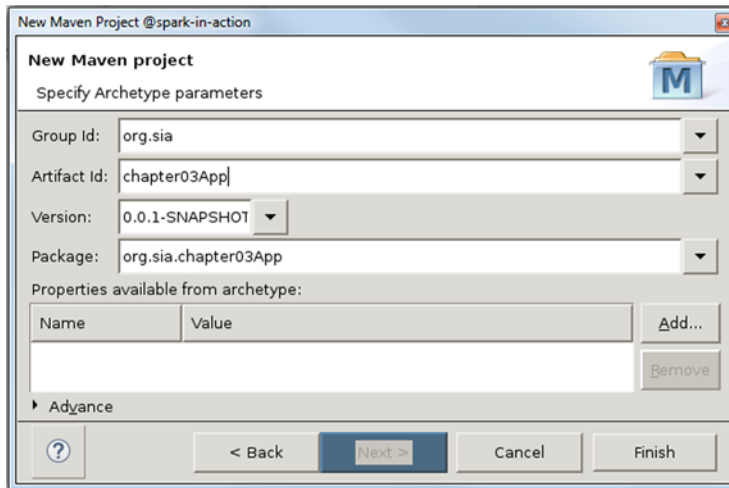 New Maven Project @spark-in-action
New Maven project
Specify Archetype parameters
M
Group Id: org.sia
Artifact Id: chapter03App
Version: 0.0.1-SNAPSHOT
Package: org.sia.chapter03App
Properties available from archetype:
Name Value Add...
Remove
Advance
? < Back Next > Cancel Finish